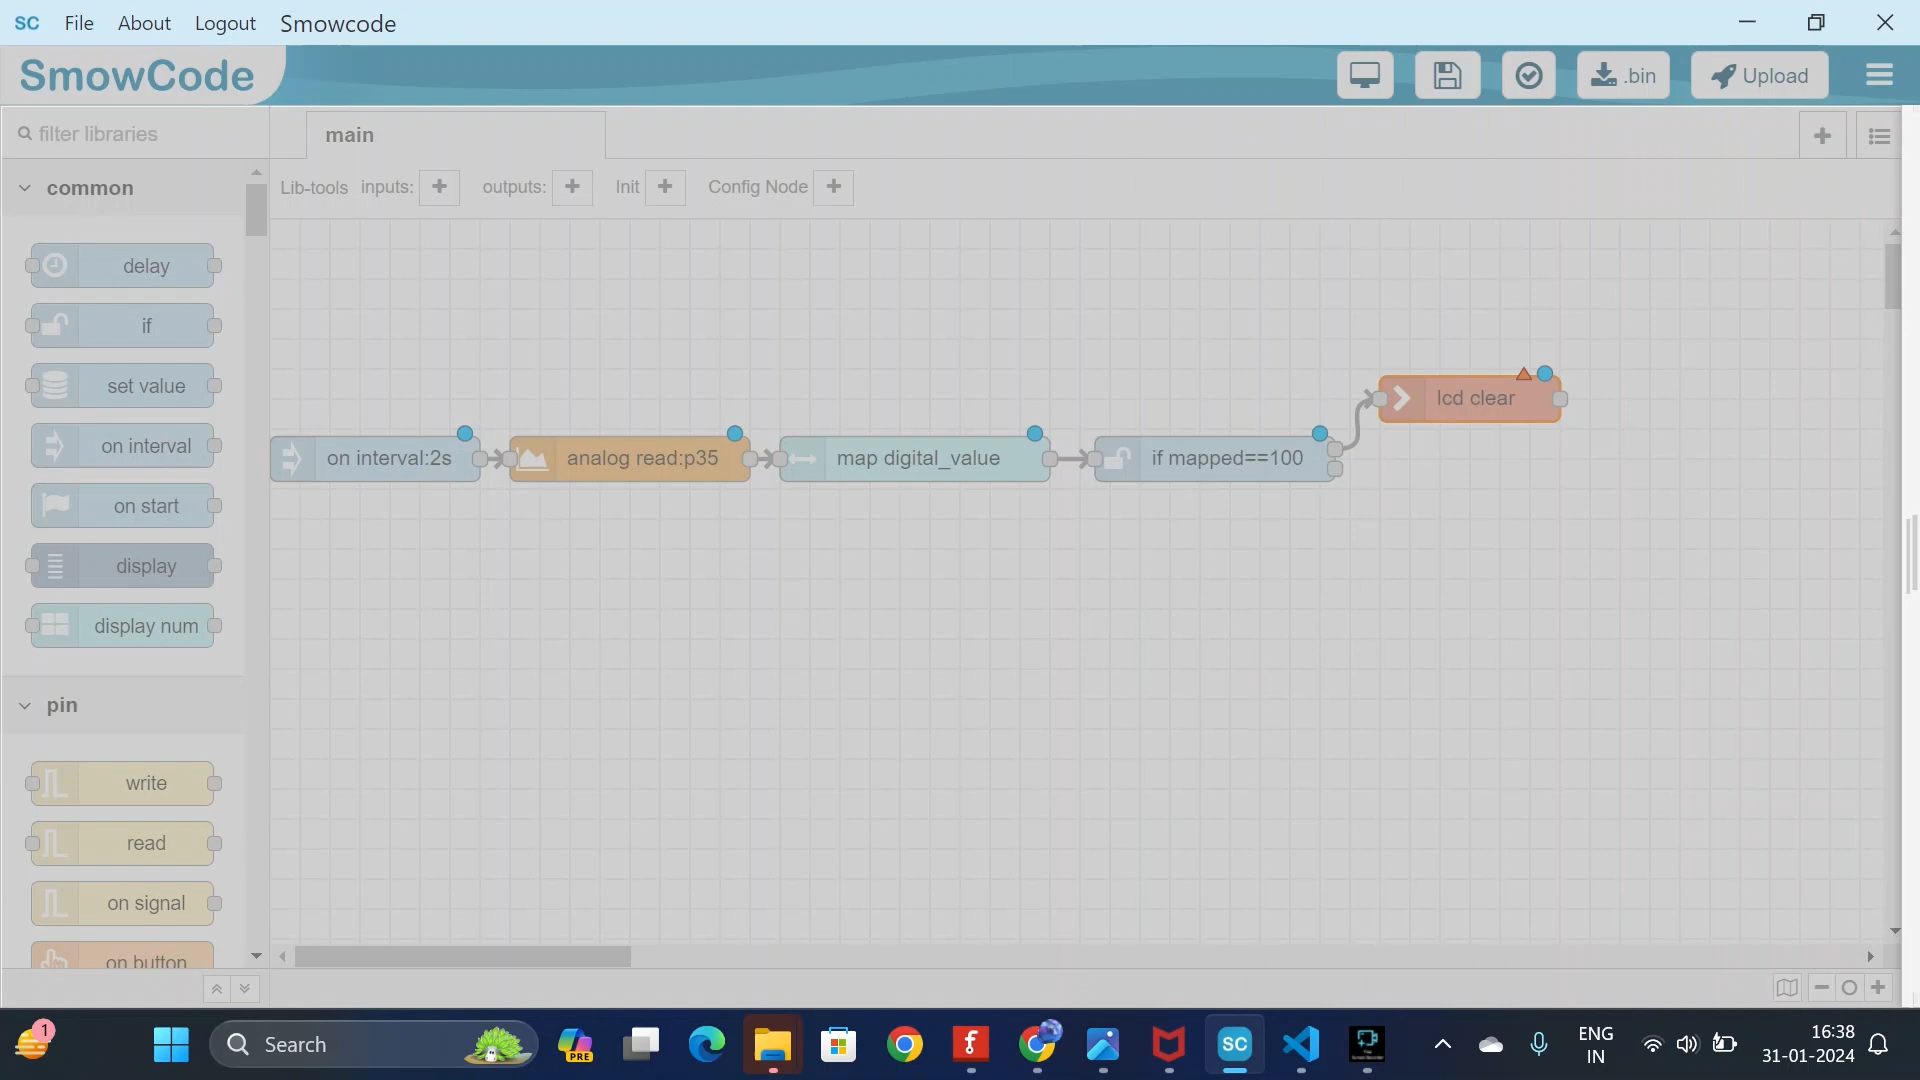 SC File About Logout Smowcode
SmowCode
.bin
Upload
filter libraries
main
common
Lib-tools inputs: outputs: Init Config Node
delay
if
set value
on interval
on start
display
display num
lcd clear
on interval:2s
analog read:p35
map digital_value
if mapped==100
pin
write
read
on signal
on button
1
Search
PRE
SC
ENG
IN
16:38
31-01-2024